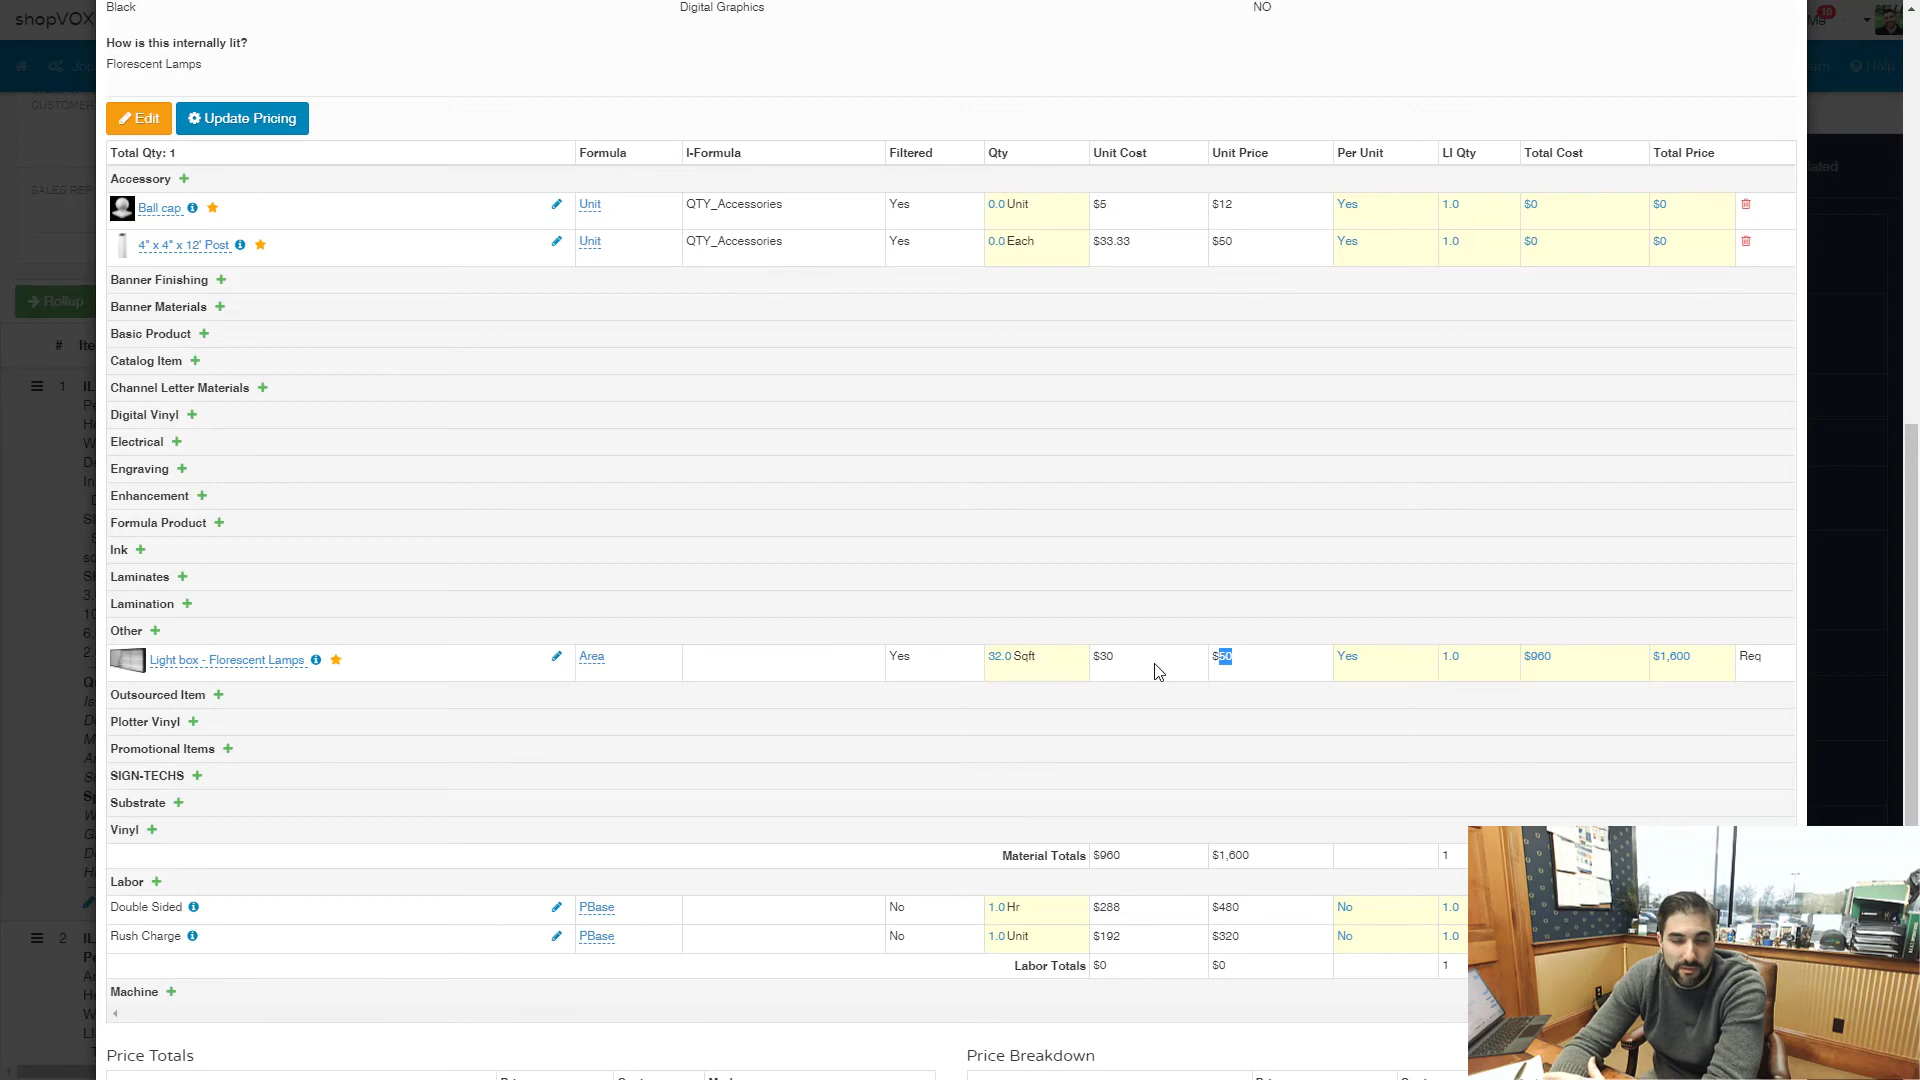 shopVOX
Black
Digital Graphics
NO
10
Me
How is this internally lit?
Florescent Lamps
Help
CUSTOMER
Edit
Update Pricing
Total Qty: 1
Formula
I-Formula
Filtered
Qty
Unit Cost
Unit Price
Per Unit
LI Qty
Total Cost
Total Price
Accessory
SALES REP
Ball cap
Unit
QTY_Accessories
Yes
0.0 Unit
$5
$12
Yes
1.0
$0
$0
4" x 4" x 12' Post
Unit
QTY_Accessories
Yes
0.0 Each
$33.33
$50
Yes
1.0
$0
$0
Banner Finishing
Rollup
Banner Materials
Basic Product
#
Catalog Item
1
Channel Letter Materials
Digital Vinyl
Electrical
Engraving
Enhancement
Formula Product
Ink
Laminates
Lamination
Other
Light box - Florescent Lamps
Area
Yes
32.0 Sqft
$30
$50
Yes
1.0
$960
$1,600
Req
Outsourced Item
Plotter Vinyl
Promotional Items
SIGN-TECHS
Substrate
Vinyl
Material Totals
$960
$1,600
1
Labor
Double Sided
PBase
No
1.0 Hr
$288
$480
No
1.0
2
Rush Charge
PBase
No
1.0 Unit
$192
$320
No
1.0
Labor Totals
$0
$0
1
Machine
Price Totals
Price Breakdown